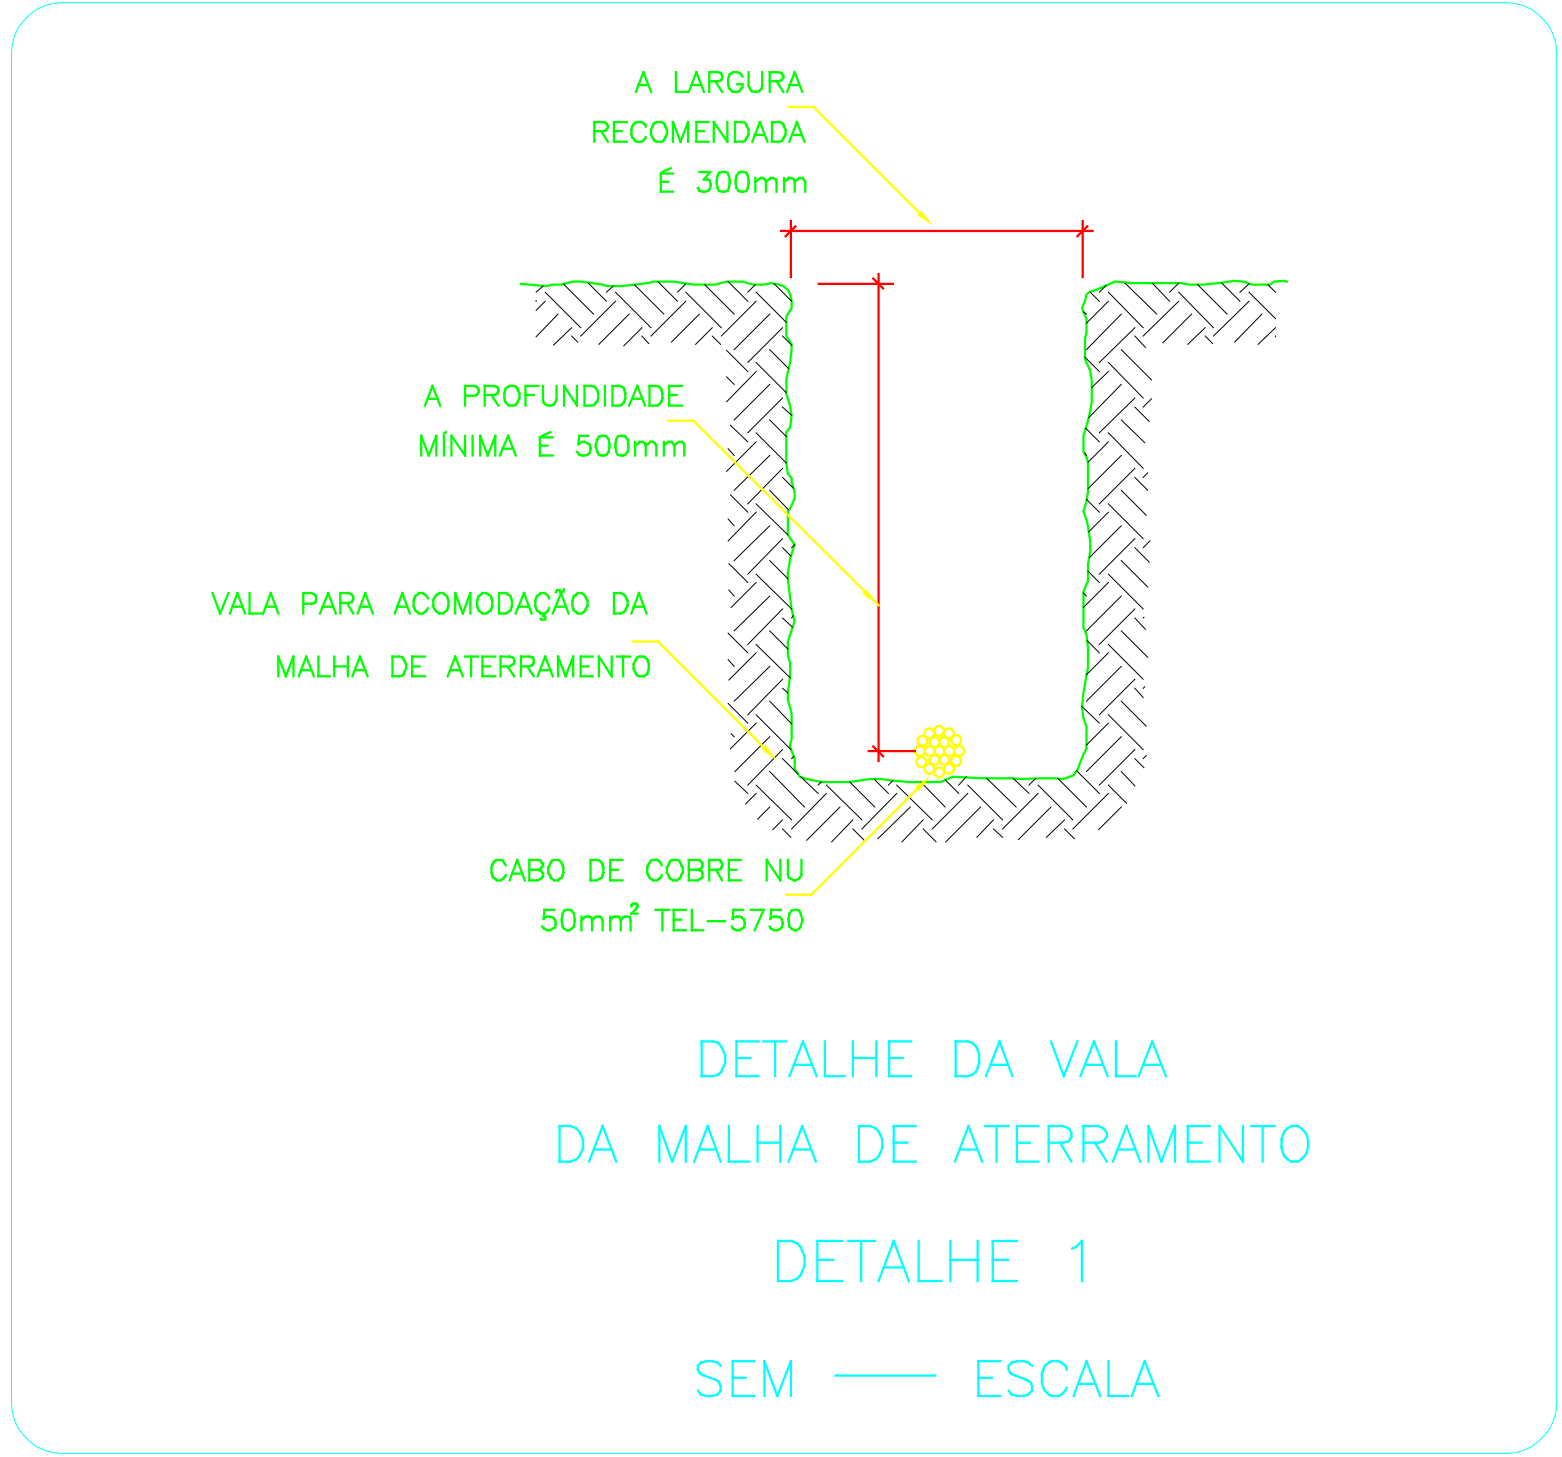 A LARGURA
RECOMENDADA
É 300mm
A PROFUNDIDADE
MÍNIMA É 500mm
VALA PARA ACOMODAÇÃO DA
MALHA DE ATERRAMENTO
CABO DE COBRE NU
50mm² TEL-5750
DETALHE DA VALA
DA MALHA DE ATERRAMENTO
DETALHE 1
SEM — ESCALA